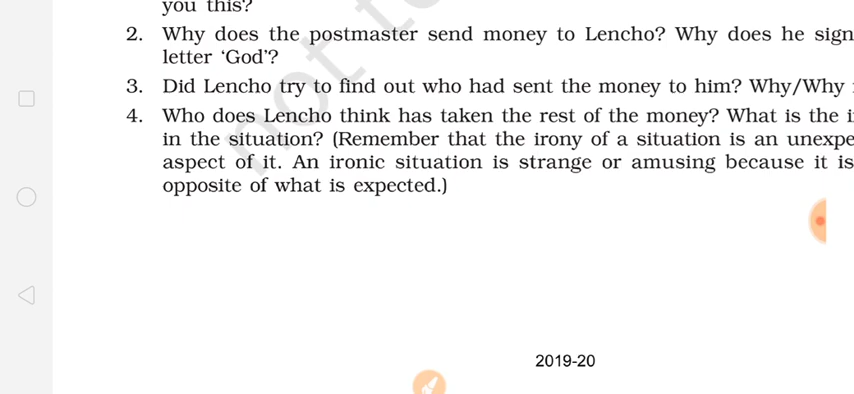 you this?
2. Why does the postmaster send money to Lencho? Why does he sign
letter ‘God’?
3. Did Lencho try to find out who had sent the money to him? Why/Why
4. Who does Lencho think has taken the rest of the money? What is the
in the situation? (Remember that the irony of a situation is an
aspect of it. An ironic situation is strange or amusing because it is
opposite of what is expected.)
not
2019-20